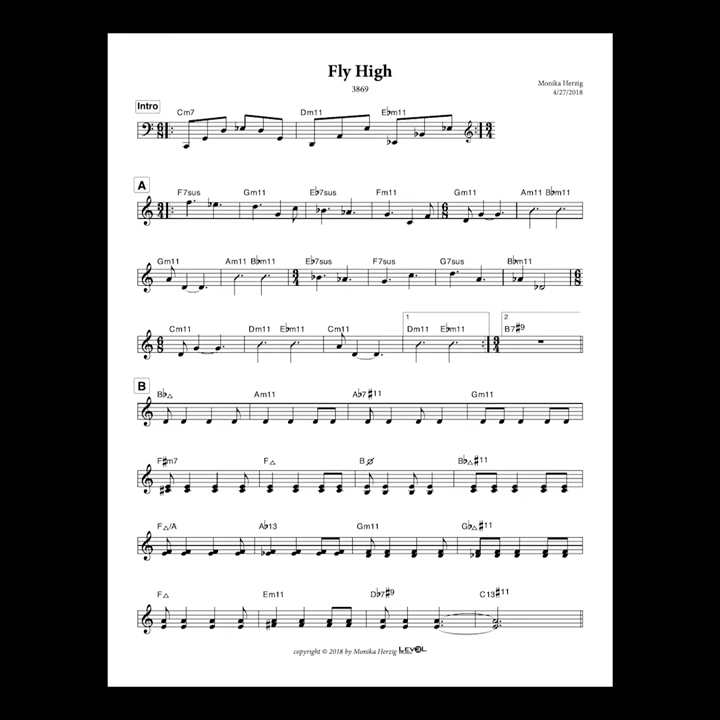 Fly High
3869
Monika Herzig
4/27/2018
Intro
Cm7 Dm11 E♭m11
A
F7sus Gm11 E♭7sus Fm11 Gm11 Am11 B♭m11
Gm11 Am11 B♭m11 E♭7sus F7sus G7sus B♭m11
1 2
Cm11 Dm11 E♭m11 Cm11 Dm11 E♭m11 B7♯9
B
B♭△ Am11 A♭7♯11 Gm11
F♯m7 F△ Bø B♭△♯11
F△/A A♭13 Gm11 G♭△♯11
F△ Em11 D♭7♯9 C13♯11
copyright © 2018 by Monika Herzig